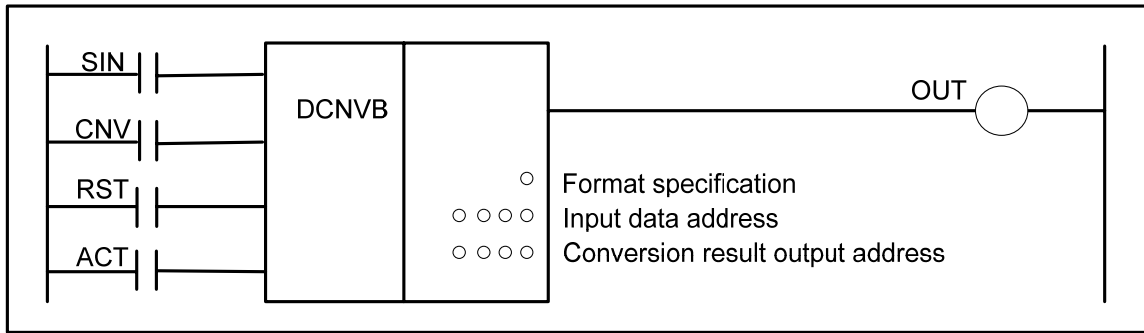 SIN
CNV
RST
ACT
DCNVB
OUT
Format specification
Input data address
Conversion result output address